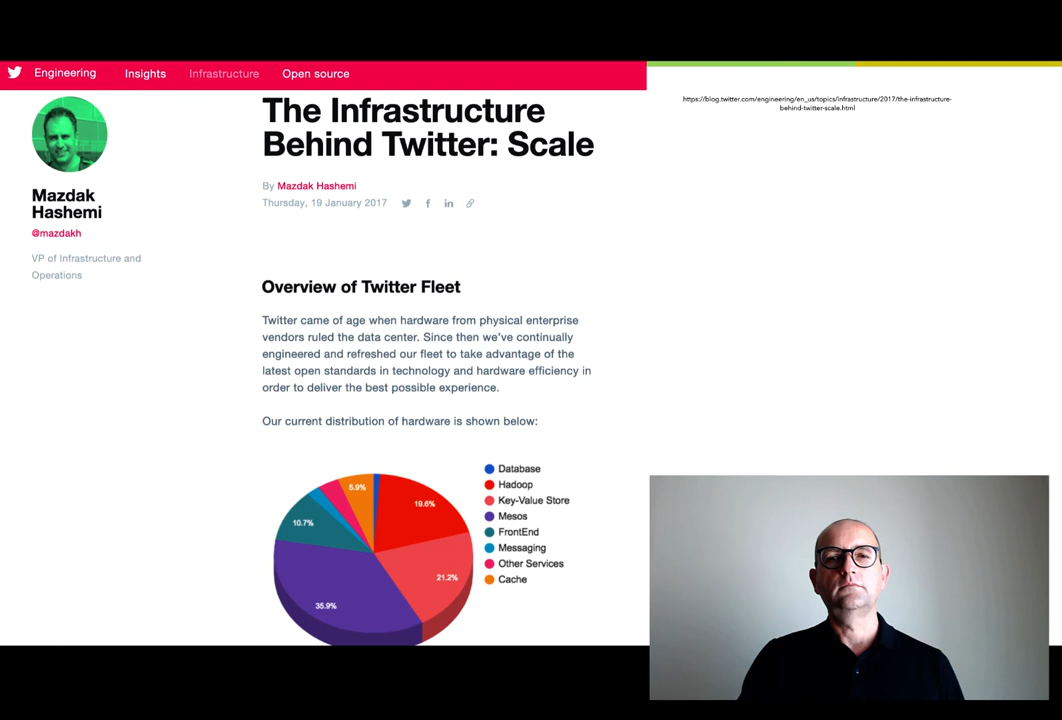 Engineering Insights Infrastructure Open source
https://blog.twitter.com/engineering/en_us/topics/infrastructure/2017/the-infrastructure-
behind-twitter-scale.html
Mazdak
Hashemi
@mazdakh
VP of Infrastructure and
Operations
The Infrastructure
Behind Twitter: Scale
By Mazdak Hashemi
Thursday, 19 January 2017
Overview of Twitter Fleet
Twitter came of age when hardware from physical enterprise
vendors ruled the data center. Since then we've continually
engineered and refreshed our fleet to take advantage of the
latest open standards in technology and hardware efficiency in
order to deliver the best possible experience.
Our current distribution of hardware is shown below:
5.9%
19.6%
10.7%
21.2%
35.9%
Database
Hadoop
Key-Value Store
Mesos
FrontEnd
Messaging
Other Services
Cache